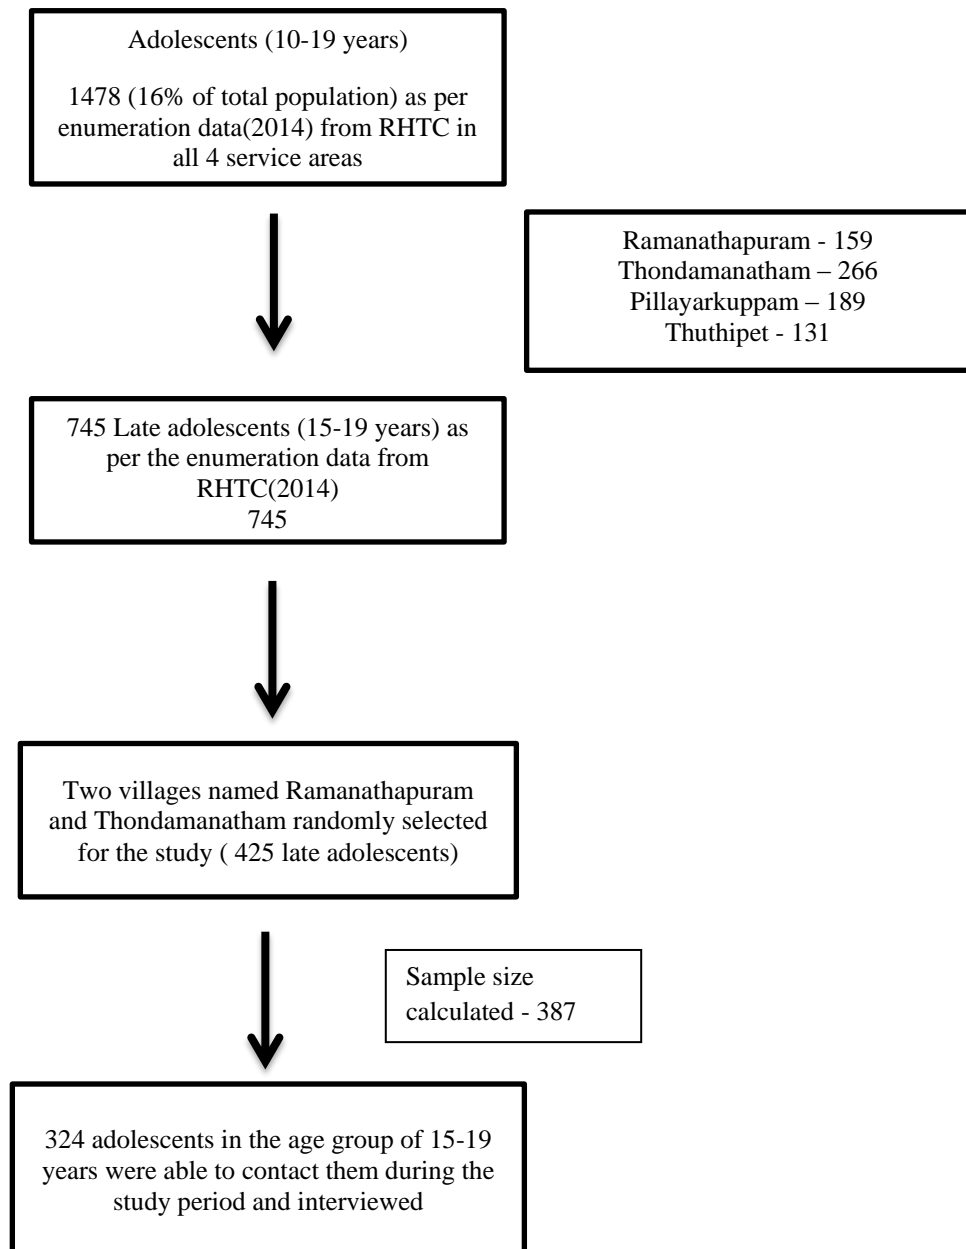 Adolescents (10-19 years)
1478 (16% of total population) as per
enumeration data(2014) from RHTC in
all 4 service areas
Ramanathapuram - 159
Thondamanatham – 266
Pillayarkuppam – 189
Thuthipet - 131
745 Late adolescents (15-19 years) as
per the enumeration data from
RHTC(2014)
745
Two villages named Ramanathapuram
and Thondamanatham randomly selected
for the study ( 425 late adolescents)
Sample size
calculated - 387
324 adolescents in the age group of 15-19
years were able to contact them during the
study period and interviewed